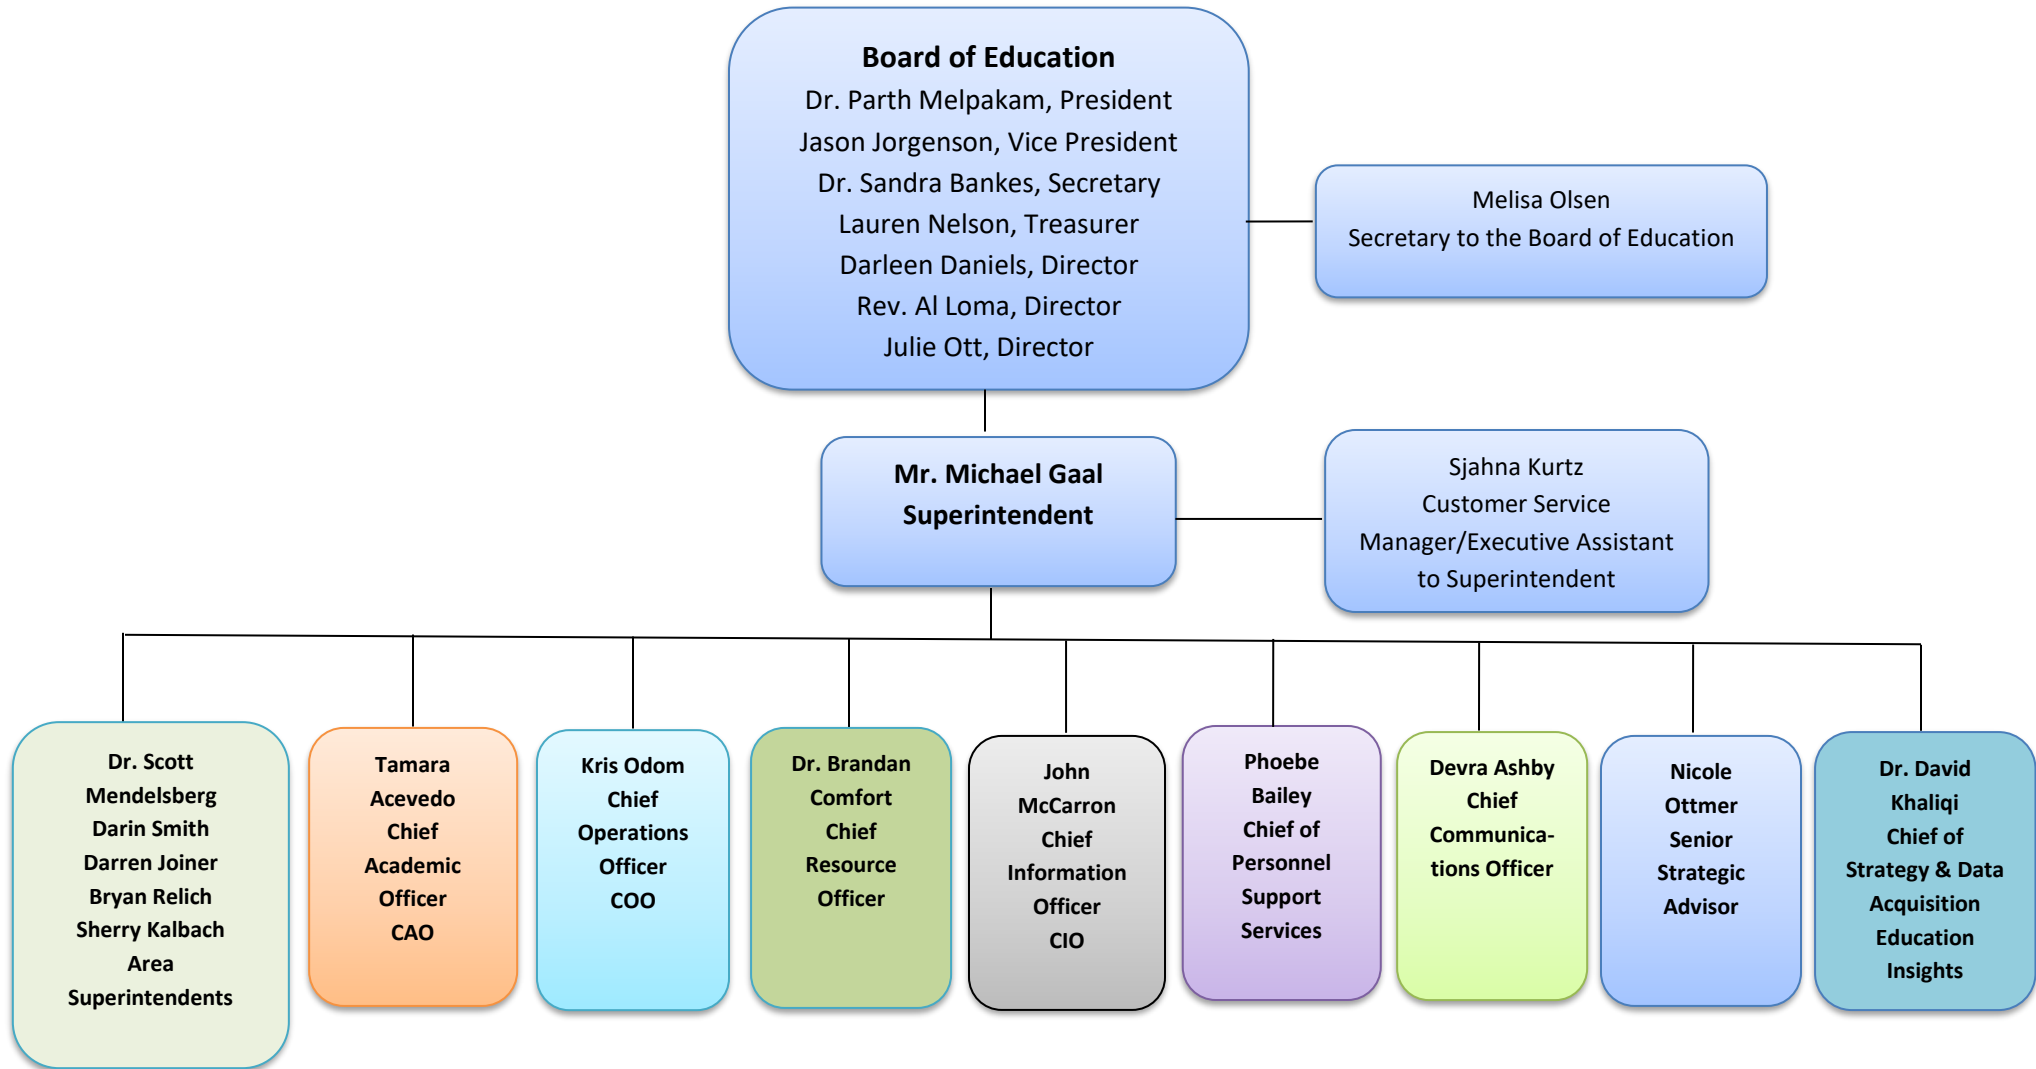 Board of Education
Dr. Parth Melpakam, President
Jason Jorgenson, Vice President
Dr. Sandra Bankes, Secretary
Lauren Nelson, Treasurer
Darleen Daniels, Director
Rev. Al Loma, Director
Julie Ott, Director
Melisa Olsen
Secretary to the Board of Education
Mr. Michael Gaal
Superintendent
Sjahna Kurtz
Customer Service
Manager/Executive Assistant
to Superintendent
Dr. Scott
Mendelsberg
Darin Smith
Darren Joiner
Bryan Relich
Sherry Kalbach
Area
Superintendents
Tamara
Acevedo
Chief
Academic
Officer
CAO
Kris Odom
Chief
Operations
Officer
COO
Dr. Brandan
Comfort
Chief
Resource
Officer
John
McCarron
Chief
Information
Officer
CIO
Phoebe
Bailey
Chief of
Personnel
Support
Services
Devra Ashby
Chief
Communica-
tions Officer
Nicole
Ottmer
Senior
Strategic
Advisor
Dr. David
Khaliqi
Chief of
Strategy & Data
Acquisition
Education
Insights